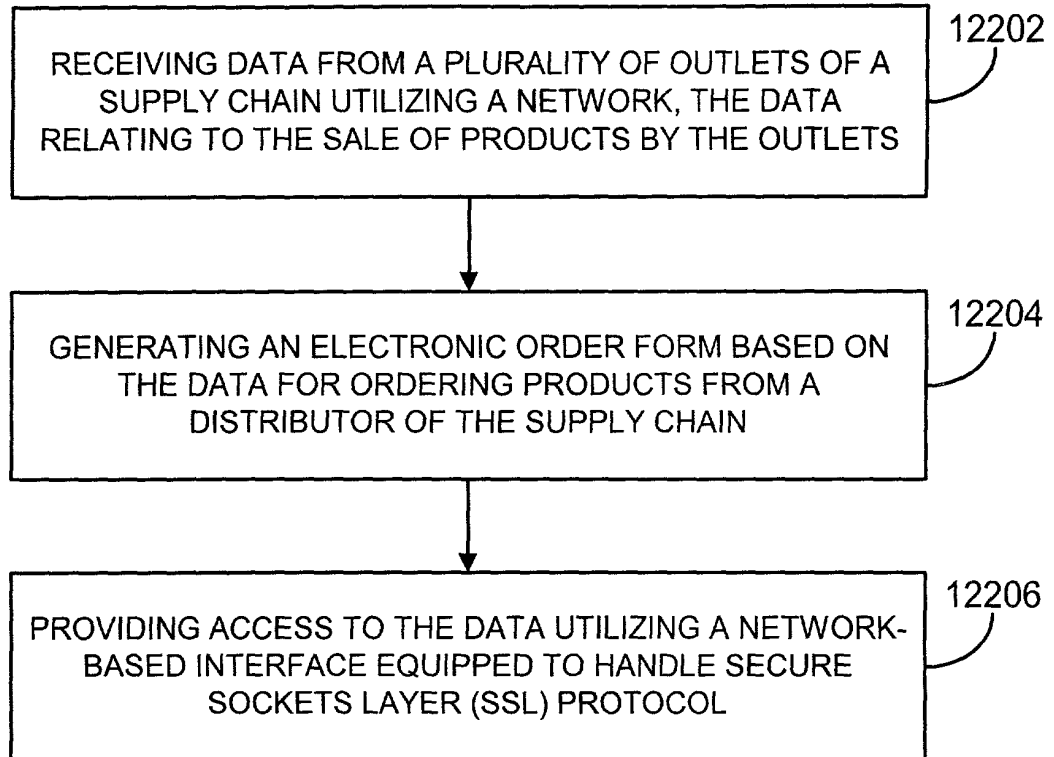 12202
RECEIVING DATA FROM A PLURALITY OF OUTLETS OF A
SUPPLY CHAIN UTILIZING A NETWORK, THE DATA
RELATING TO THE SALE OF PRODUCTS BY THE OUTLETS
12204
GENERATING AN ELECTRONIC ORDER FORM BASED ON
THE DATA FOR ORDERING PRODUCTS FROM A
DISTRIBUTOR OF THE SUPPLY CHAIN
12206
PROVIDING ACCESS TO THE DATA UTILIZING A NETWORK-
BASED INTERFACE EQUIPPED TO HANDLE SECURE
SOCKETS LAYER (SSL) PROTOCOL